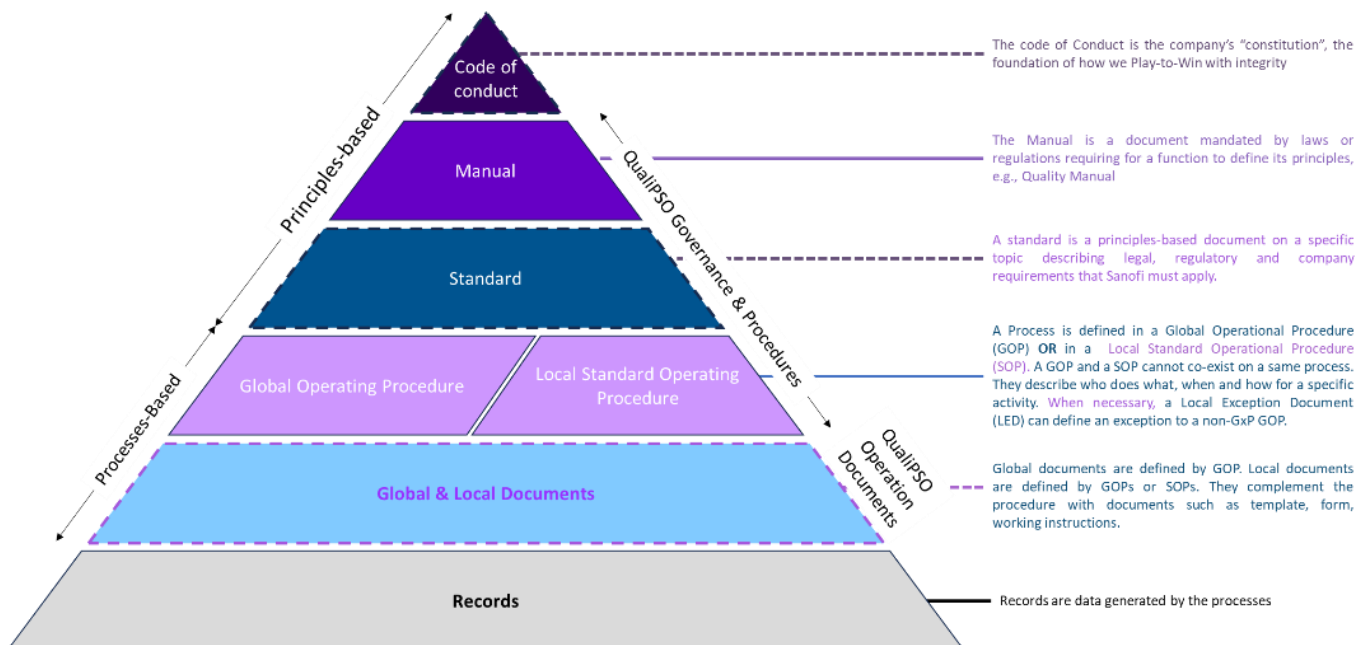 Code of
conduct
The code of Conduct is the company's "constitution", the
foundation of how we Play-to-Win with integrity
Principles-based
QualiPSO Governance & Procedures
Manual
The Manual is a document mandated by laws or
regulations requiring for a function to define its principles,
e.g., Quality Manual
Standard
A standard is a principles-based document on a specific
topic describing legal, regulatory and company
requirements that Sanofi must apply.
Processes-Based
Global Operating Procedure
Local Standard Operating
Procedure
A Process is defined in a Global Operational Procedure
(GOP) OR in a Local Standard Operational Procedure
(SOP). A GOP and a SOP cannot co-exist on a same process.
They describe who does what, when and how for a specific
activity. When necessary, a Local Exception Document
(LED) can define an exception to a non-GxP GOP.
QualiPSO
Operation
Documents
Global & Local Documents
Global documents are defined by GOP. Local documents
are defined by GOPs or SOPs. They complement the
procedure with documents such as template, form,
working instructions.
Records
Records are data generated by the processes